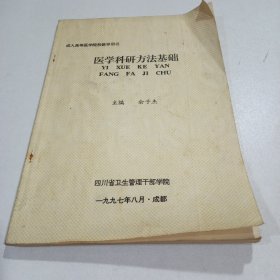 成人高等医学院校教学用书
医学科研方法基础
YI XUE KE YAN
FANG FA JI CHU
主编 余子杰
四川省卫生管理干部学院
一九九七年八月·成都